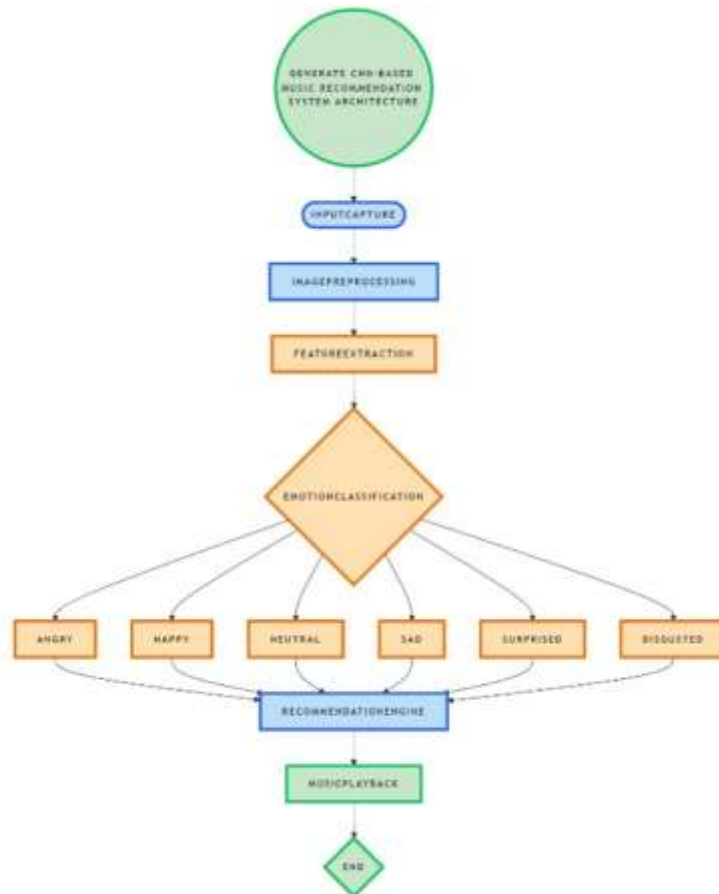 GENERATE CNN-BASED
MUSIC RECOMMENDATION
SYSTEM ARCHITECTURE
INPUTCAPTURE
IMAGEPREPROCESSING
FEATUREEXTRACTION
EMOTIONCLASSIFICATION
ANGRY HAPPY NEUTRAL SAD SURPRISED DISGUSTED
RECOMMENDATIONENGINE
MUSICPLAYBACK
END